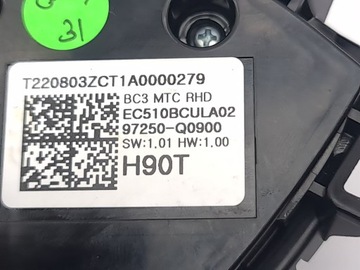 31
T220803ZCT1A0000279
BC3 MTC RHD
EC510BCULA02
97250-Q0900
SW:1.01 HW:1.00
H90T